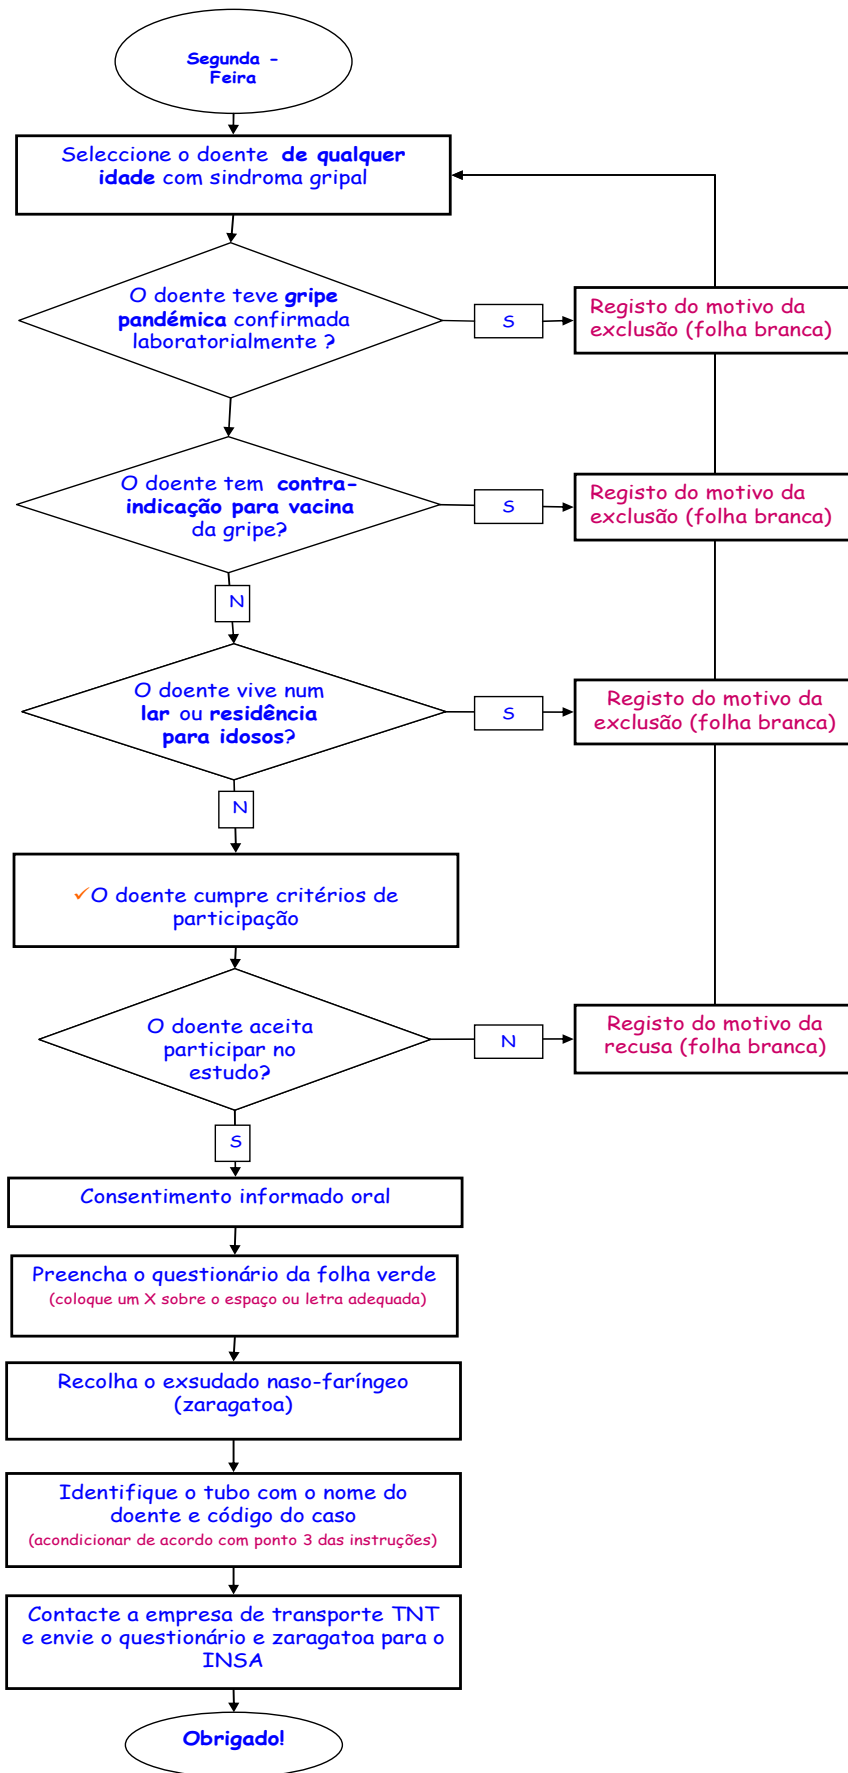 Segunda -
Feira
Seleccione o doente de qualquer
idade com sindroma gripal
O doente teve gripe
pandémica confirmada
laboratorialmente ?
S
Registo do motivo da
exclusão (folha branca)
O doente tem contra-
indicação para vacina
da gripe?
S
Registo do motivo da
exclusão (folha branca)
N
O doente vive num
lar ou residência
para idosos?
S
Registo do motivo da
exclusão (folha branca)
N
✓O doente cumpre critérios de
participação
O doente aceita
participar no
estudo?
N
Registo do motivo da
recusa (folha branca)
S
Consentimento informado oral
Preencha o questionário da folha verde
(coloque um X sobre o espaço ou letra adequada)
Recolha o exsudado naso-faríngeo
(zaragatoa)
Identifique o tubo com o nome do
doente e código do caso
(acondicionar de acordo com ponto 3 das instruções)
Contacte a empresa de transporte TNT
e envie o questionário e zaragatoa para o
INSA
Obrigado!